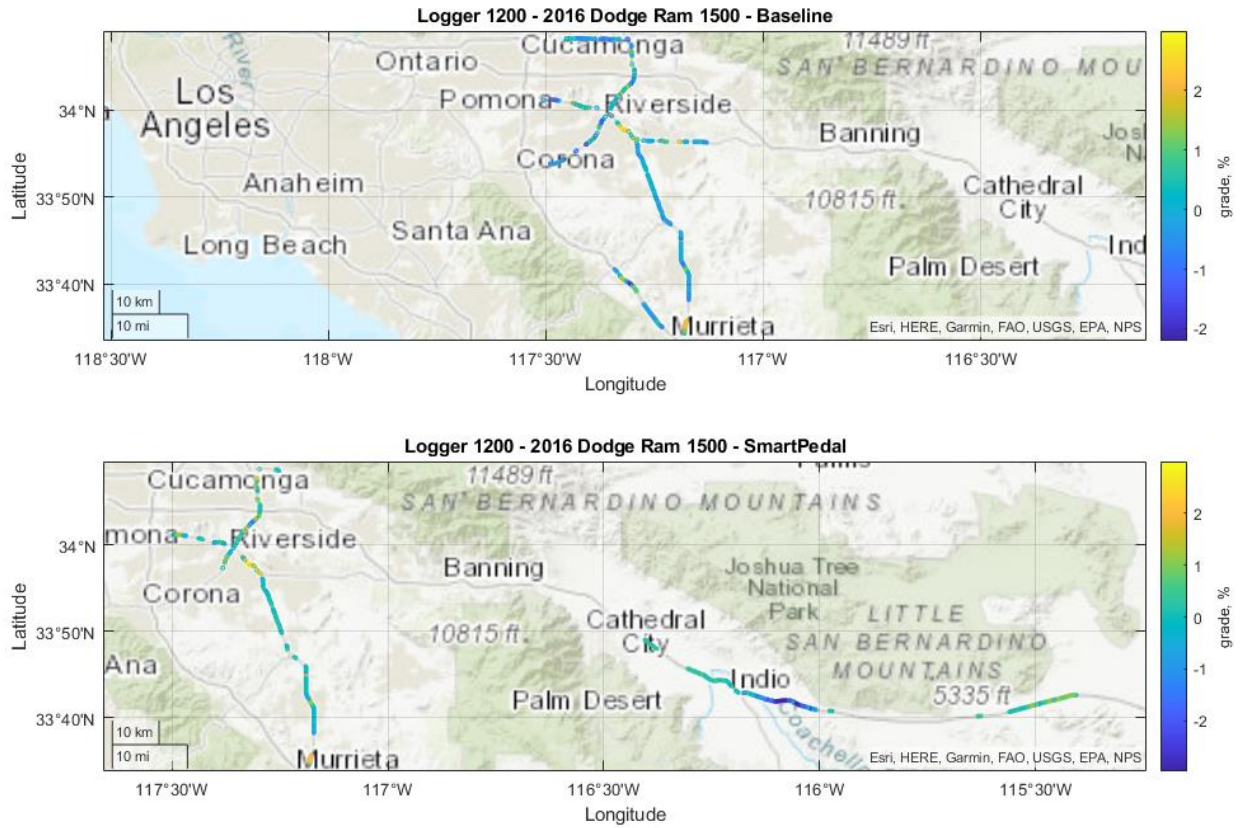 Logger 1200 - 2016 Dodge Ram 1500 - Baseline
Cucamonga
11489 ft
Ontario
SAN BERNARDINO MOU
River
Los
Angeles
Pomona
Riverside
Banning
Corona
Anaheim
Cathedral
City
10815 ft
Santa Ana
Long Beach
Palm Desert
Ind
Murrieta
10 km
10 mi
Esri, HERE, Garmin, FAO, USGS, EPA, NPS
34°N
33°50'N
33°40'N
Latitude
118°30'W
118°W
117°30'W
117°W
116°30'W
Longitude
2
1
0
-1
-2
grade, %
Logger 1200 - 2016 Dodge Ram 1500 - SmartPedal
Cucamonga
11489 ft
SAN BERNARDINO MOUNTAINS
mona
Riverside
Banning
Joshua Tree
National
Park
Corona
Cathedral
City
LITTLE
SAN BERNARDINO
MOUNTAINS
10815 ft
Ana
Indio
Palm Desert
5335 ft
Murrieta
10 km
10 mi
Esri, HERE, Garmin, FAO, USGS, EPA, NPS
34°N
33°50'N
33°40'N
Latitude
117°30'W
117°W
116°30'W
116°W
115°30'W
Longitude
2
1
0
-1
-2
grade, %